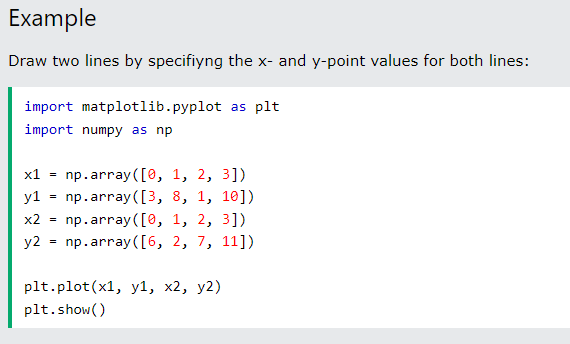 Example
Draw two lines by specifiyng the x- and y-point values for both lines:
import matplotlib.pyplot as plt
import numpy as np
x1 = np.array([0, 1, 2, 3])
y1 = np.array([3, 8, 1, 10])
x2 = np.array([0, 1, 2, 3])
y2 = np.array([6, 2, 7, 11])
plt.plot(x1, y1, x2, y2)
plt.show()